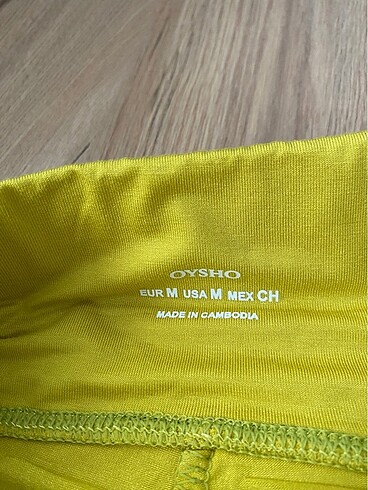 OYSHO
EUR M USA M MEX CH
MADE IN CAMBODIA